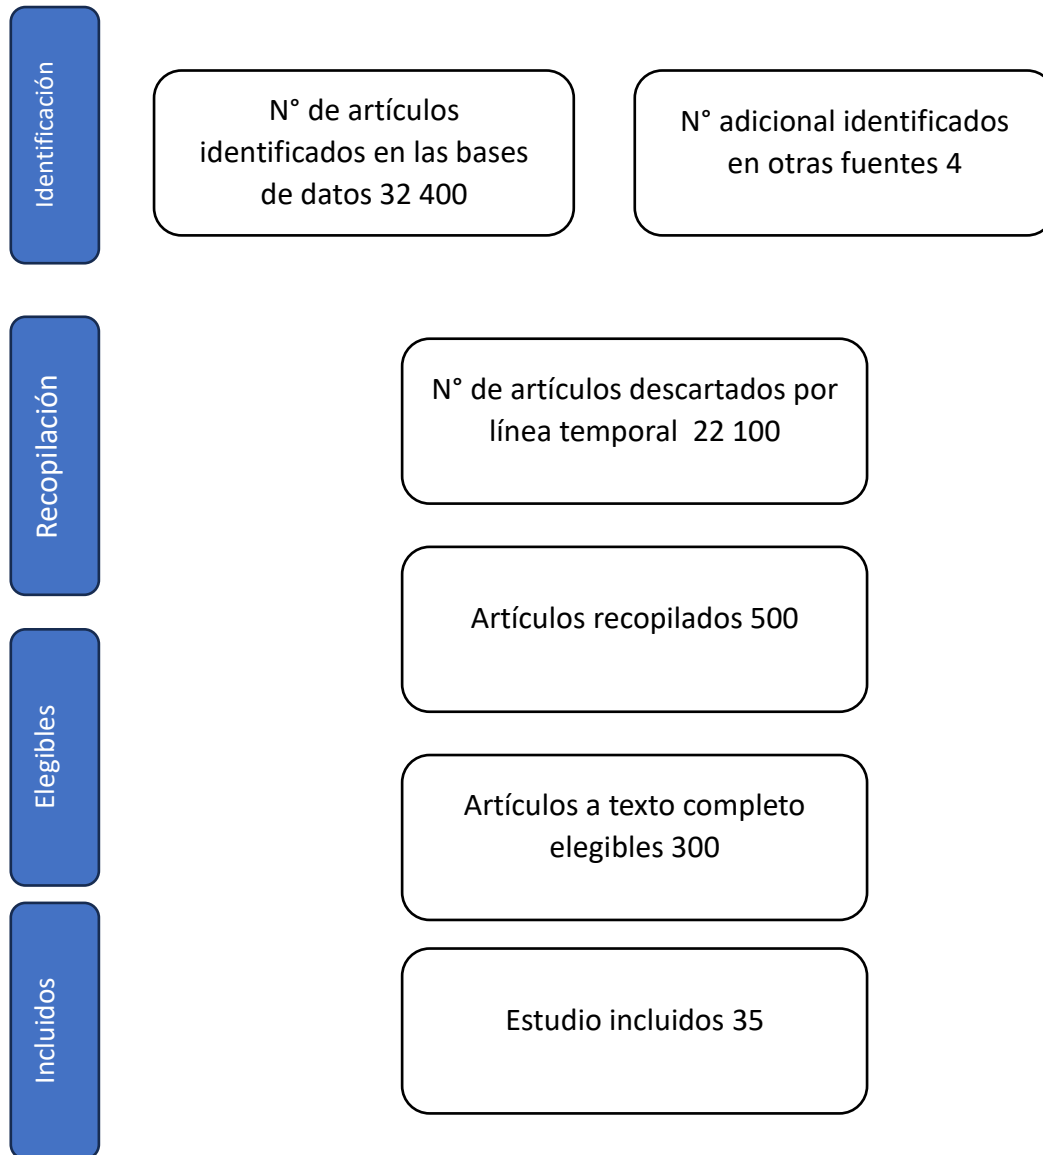 Identificación
N° de artículos
identificados en las bases
de datos 32 400
N° adicional identificados
en otras fuentes 4
Recopilación
N° de artículos descartados por
línea temporal  22 100
Artículos recopilados 500
Elegibles
Artículos a texto completo
elegibles 300
Incluidos
Estudio incluidos 35